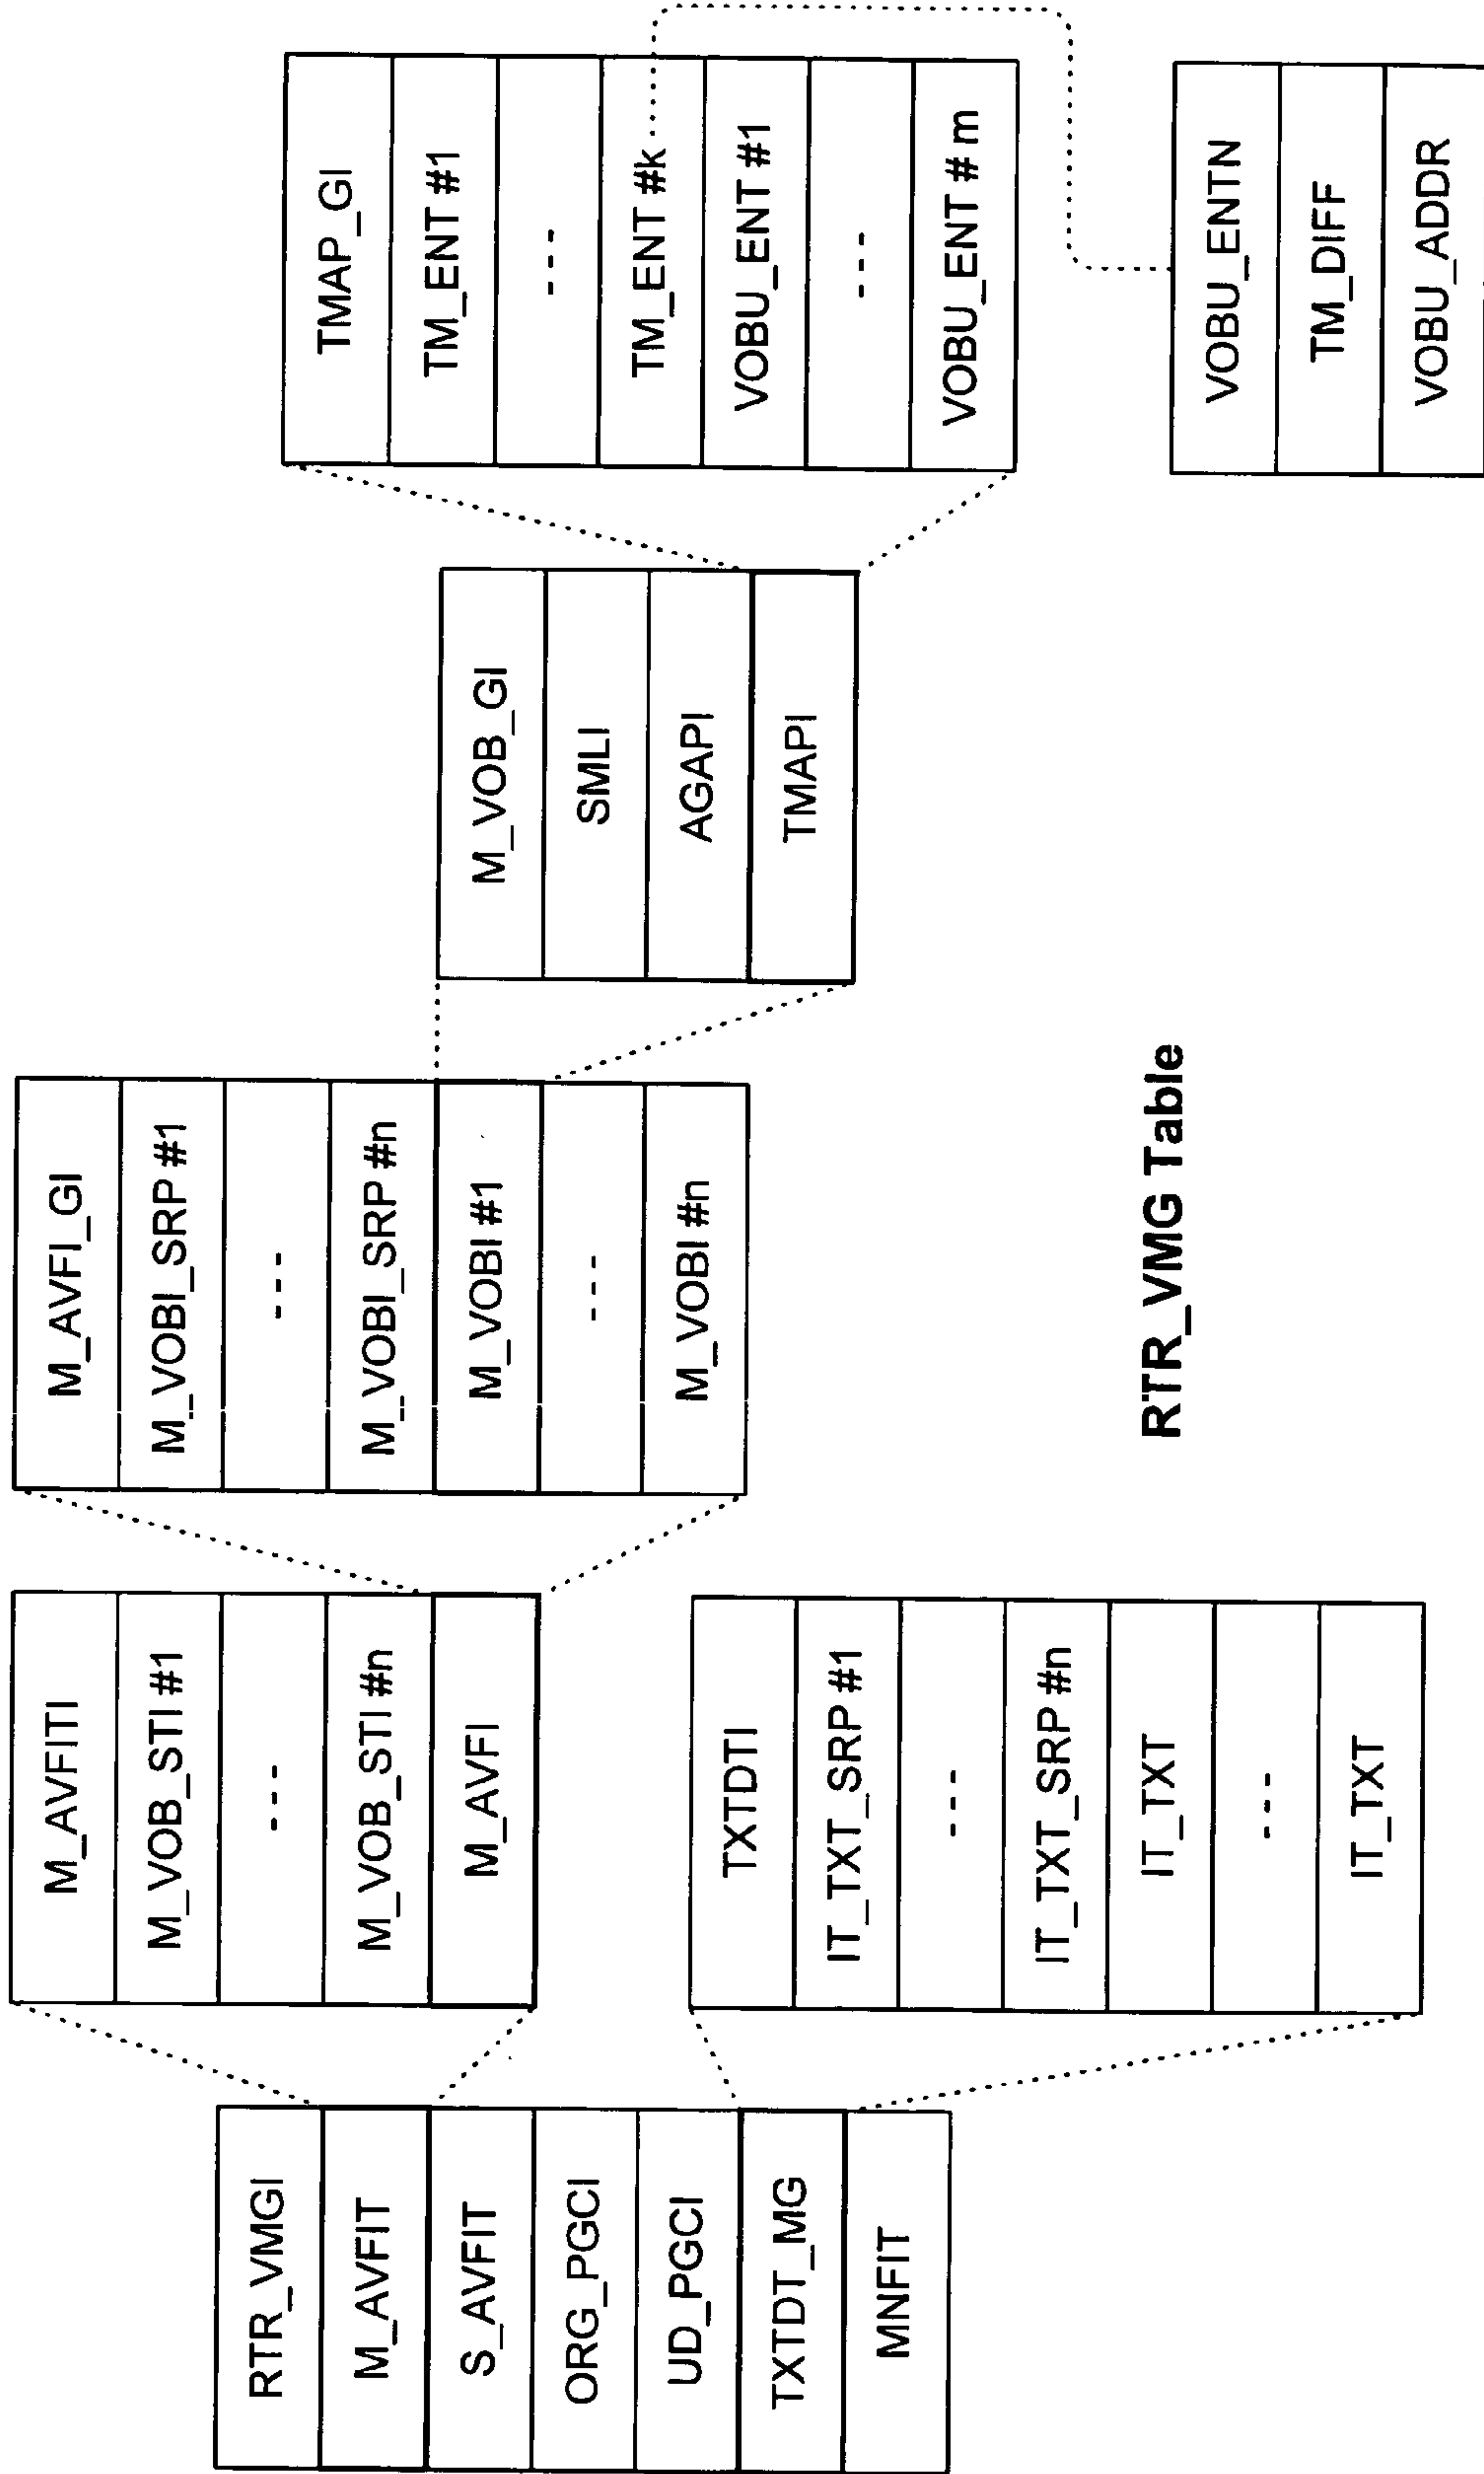 RTR_VMGI
M_AVFIT
S_AVFIT
ORG_PGCI
UD_PGCI
TXTDT_MG
MNFIT
M_AVFITI
M_VOB_STI #1
- - -
M_VOB_STI #n
M_AVFI
TXTDTI
IT_TXT_SRP #1
- - -
IT_TXT_SRP #n
IT_TXT
- - -
IT_TXT
M_AVFI_GI
M_VOBI_SRP #1
- - -
M_VOBI_SRP #n
M_VOBI #1
- - -
M_VOBI #n
M_VOB_GI
SMLI
AGAPI
TMAPI
TMAP_GI
TM_ENT #1
- - -
TM_ENT #k
VOBU_ENT #1
- - -
VOBU_ENT # m
VOBU_ENTN
TM_DIFF
VOBU_ADDR
RTR_VMG Table